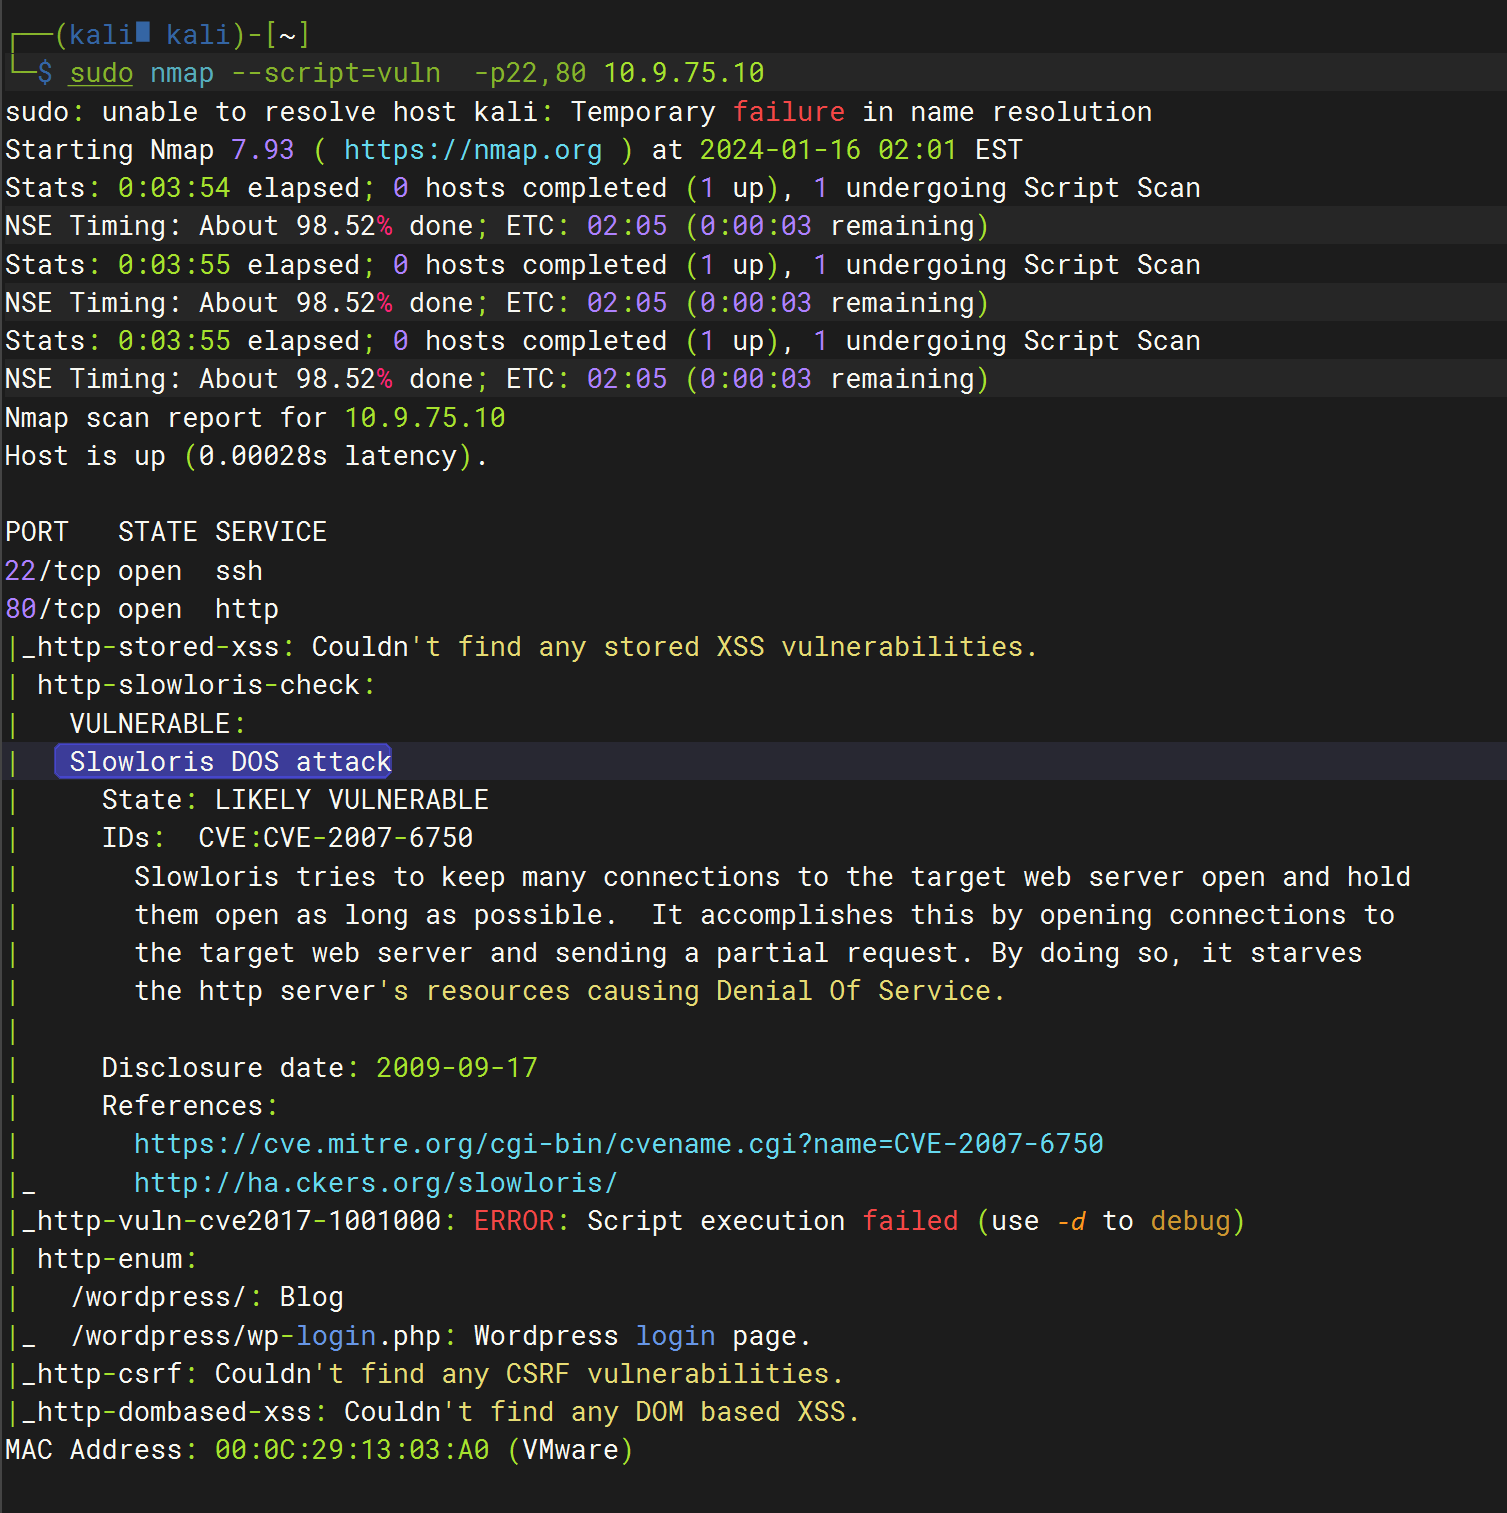 ┌──(kali█ kali)-[~]
└─$ sudo nmap --script=vuln  -p22,80 10.9.75.10
sudo: unable to resolve host kali: Temporary failure in name resolution
Starting Nmap 7.93 ( https://nmap.org ) at 2024-01-16 02:01 EST
Stats: 0:03:54 elapsed; 0 hosts completed (1 up), 1 undergoing Script Scan
NSE Timing: About 98.52% done; ETC: 02:05 (0:00:03 remaining)
Stats: 0:03:55 elapsed; 0 hosts completed (1 up), 1 undergoing Script Scan
NSE Timing: About 98.52% done; ETC: 02:05 (0:00:03 remaining)
Stats: 0:03:55 elapsed; 0 hosts completed (1 up), 1 undergoing Script Scan
NSE Timing: About 98.52% done; ETC: 02:05 (0:00:03 remaining)
Nmap scan report for 10.9.75.10
Host is up (0.00028s latency).

PORT   STATE SERVICE
22/tcp open  ssh
80/tcp open  http
|_http-stored-xss: Couldn't find any stored XSS vulnerabilities.
| http-slowloris-check:
|   VULNERABLE:
|   Slowloris DOS attack
|     State: LIKELY VULNERABLE
|     IDs:  CVE:CVE-2007-6750
|       Slowloris tries to keep many connections to the target web server open and hold
|       them open as long as possible.  It accomplishes this by opening connections to
|       the target web server and sending a partial request. By doing so, it starves
|       the http server's resources causing Denial Of Service.
|
|     Disclosure date: 2009-09-17
|     References:
|       https://cve.mitre.org/cgi-bin/cvename.cgi?name=CVE-2007-6750
|_      http://ha.ckers.org/slowloris/
|_http-vuln-cve2017-1001000: ERROR: Script execution failed (use -d to debug)
| http-enum:
|   /wordpress/: Blog
|_  /wordpress/wp-login.php: Wordpress login page.
|_http-csrf: Couldn't find any CSRF vulnerabilities.
|_http-dombased-xss: Couldn't find any DOM based XSS.
MAC Address: 00:0C:29:13:03:A0 (VMware)